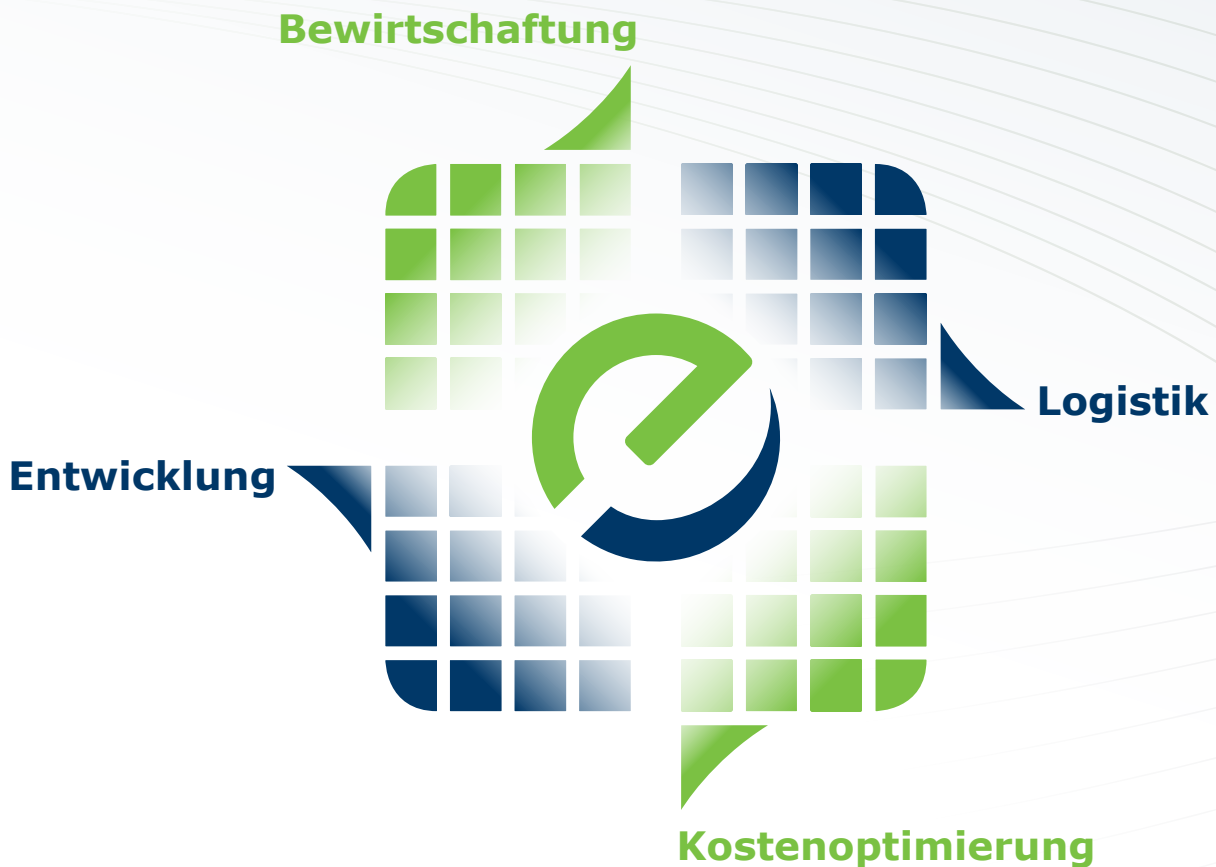 Bewirtschaftung
Logistik
Entwicklung
e
Kostenoptimierung